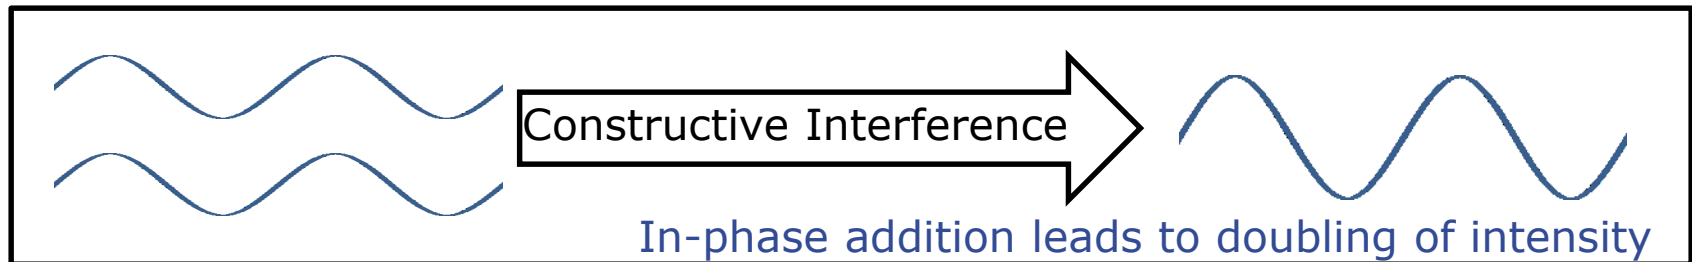 Constructive Interference
In-phase addition leads to doubling of intensity